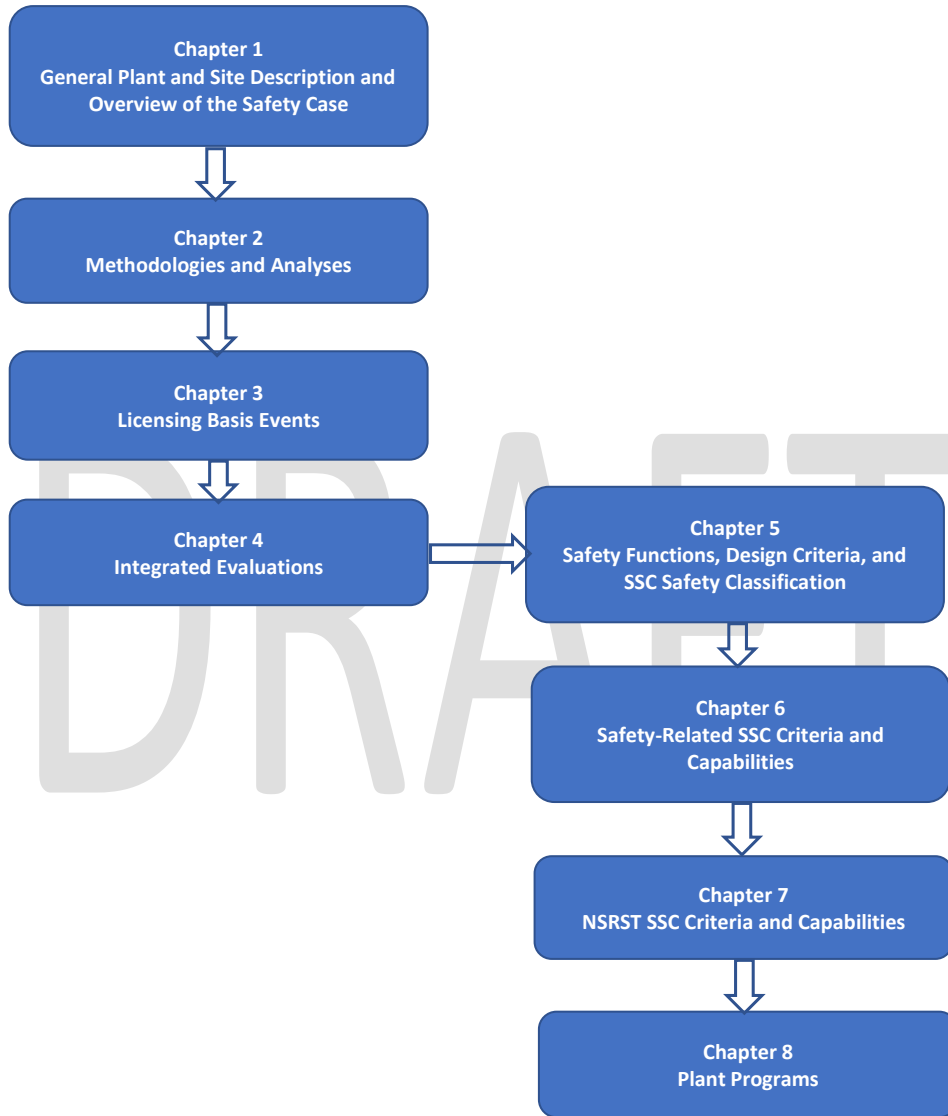 Chapter 1
General Plant and Site Description and
Overview of the Safety Case
Chapter 2
Methodologies and Analyses
Chapter 3
Licensing Basis Events
Chapter 4
Integrated Evaluations
Chapter 5
Safety Functions, Design Criteria, and
SSC Safety Classification
Chapter 6
Safety-Related SSC Criteria and
Capabilities
Chapter 7
NSRST SSC Criteria and Capabilities
Chapter 8
Plant Programs
DRAFT